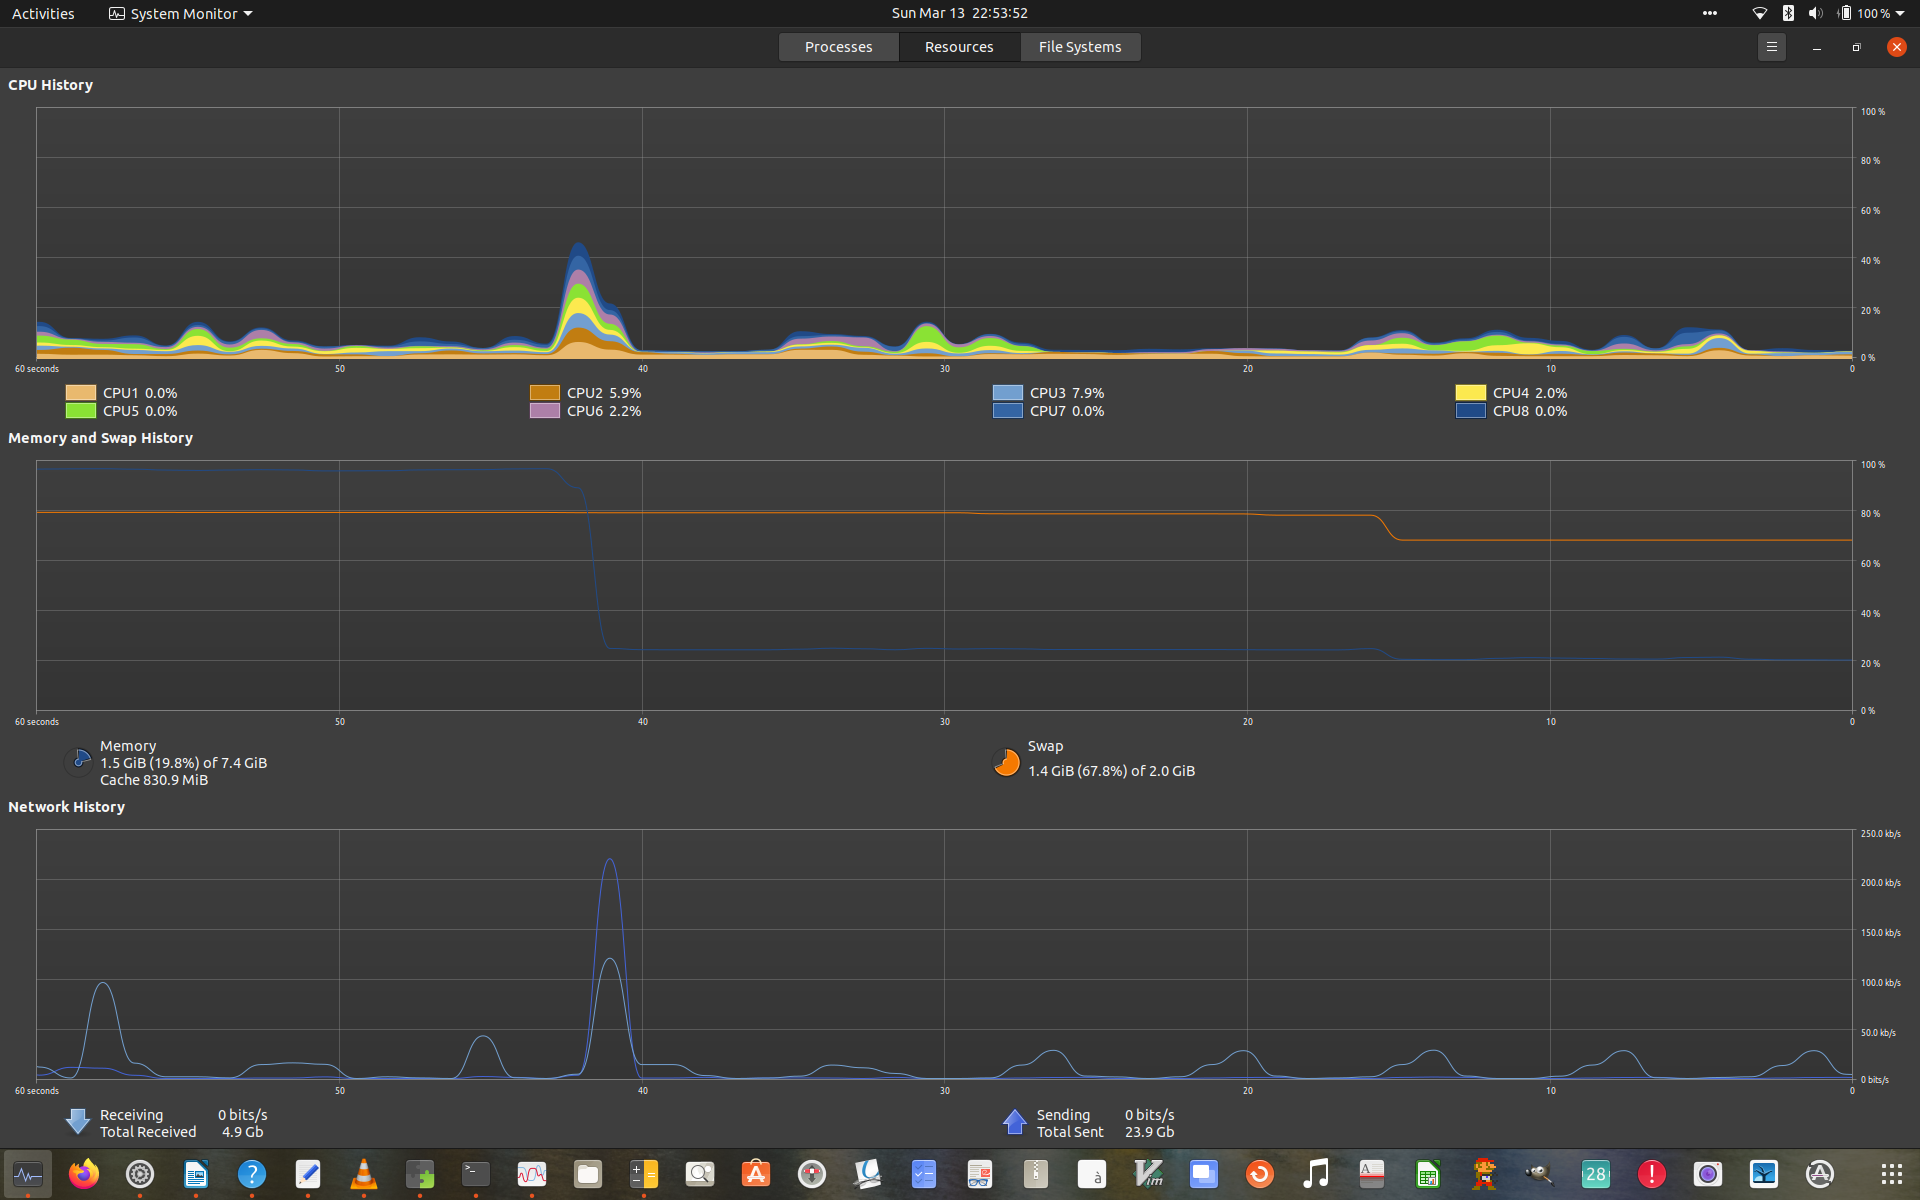 Activities
System Monitor
Sun Mar 13 22:53:52
100 %
Processes
Resources
File Systems
CPU History
100 %
80 %
60 %
40 %
20 %
0 %
60 seconds
50
40
30
20
10
0
CPU1 0.0%
CPU2 5.9%
CPU3 7.9%
CPU4 2.0%
CPU5 0.0%
CPU6 2.2%
CPU7 0.0%
CPU8 0.0%
Memory and Swap History
100 %
80 %
60 %
40 %
20 %
0 %
60 seconds
50
40
30
20
10
0
Memory
1.5 GiB (19.8%) of 7.4 GiB
Cache 830.9 MiB
Swap
1.4 GiB (67.8%) of 2.0 GiB
Network History
250.0 kb/s
200.0 kb/s
150.0 kb/s
100.0 kb/s
50.0 kb/s
0 bits/s
60 seconds
50
40
30
20
10
0
Receiving 0 bits/s
Total Received 4.9 Gb
Sending 0 bits/s
Total Sent 23.9 Gb
?
>_
A
à
Vim
A
28
!
A